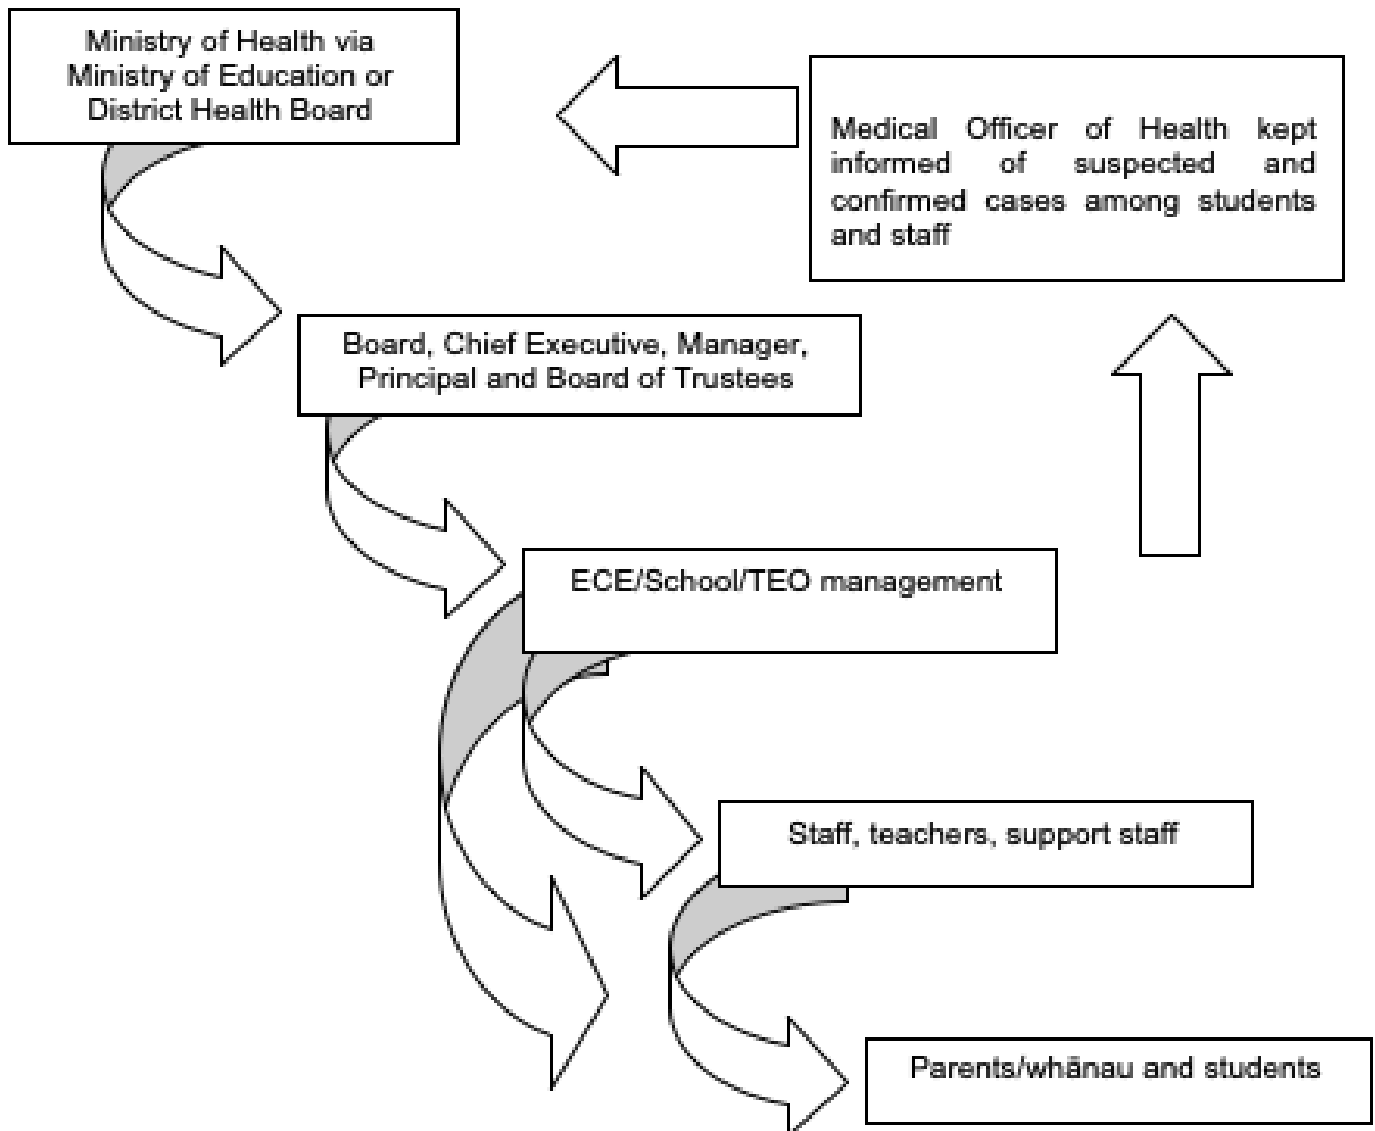 Ministry of Health via
Ministry of Education or
District Health Board
Medical Officer of Health kept
informed of suspected and
confirmed cases among students
and staff
Board, Chief Executive, Manager,
Principal and Board of Trustees
ECE/School/TEO management
Staff, teachers, support staff
Parents/whānau and students